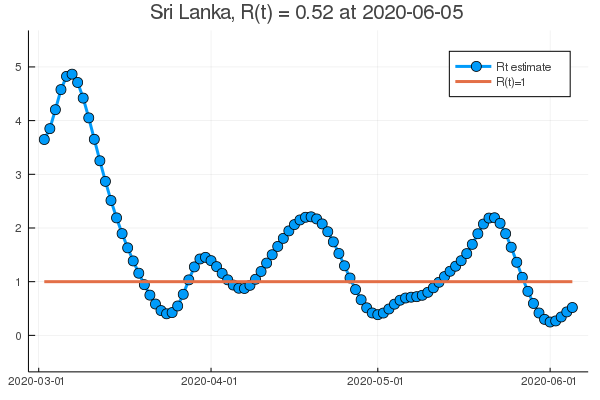 Sri Lanka, R(t) = 0.52 at 2020-06-05
Rt estimate
R(t)=1
5
4
3
2
1
0
2020-03-01 2020-04-01 2020-05-01 2020-06-01